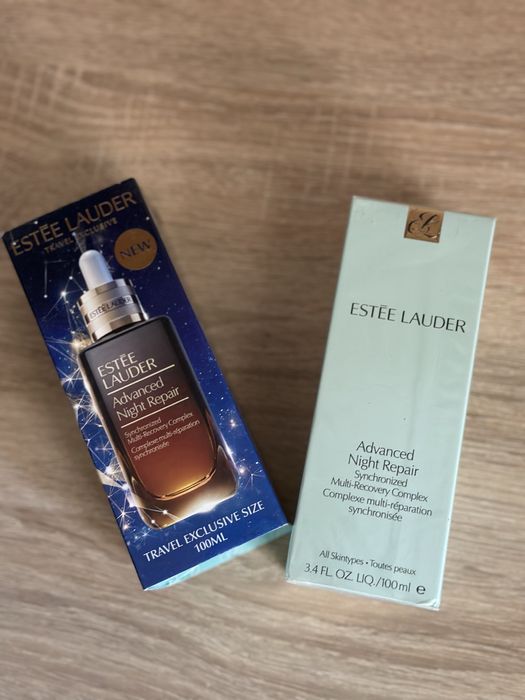 ESTĒE LAUDER
TRAVEL EXCLUSIVE
NEW
ESTĒE LAUDER
ESTĒE
LAUDER
Advanced
Night Repair
Synchronized
Multi-Recovery Complex
Complexe multi-réparation
synchronisée
TRAVEL EXCLUSIVE SIZE
100ML
ESTĒE LAUDER
Advanced
Night Repair
Synchronized
Multi-Recovery Complex
Complexe multi-réparation
synchronisée
All Skintypes • Toutes peaux
3.4 FL. OZ. LIQ./100 ml e